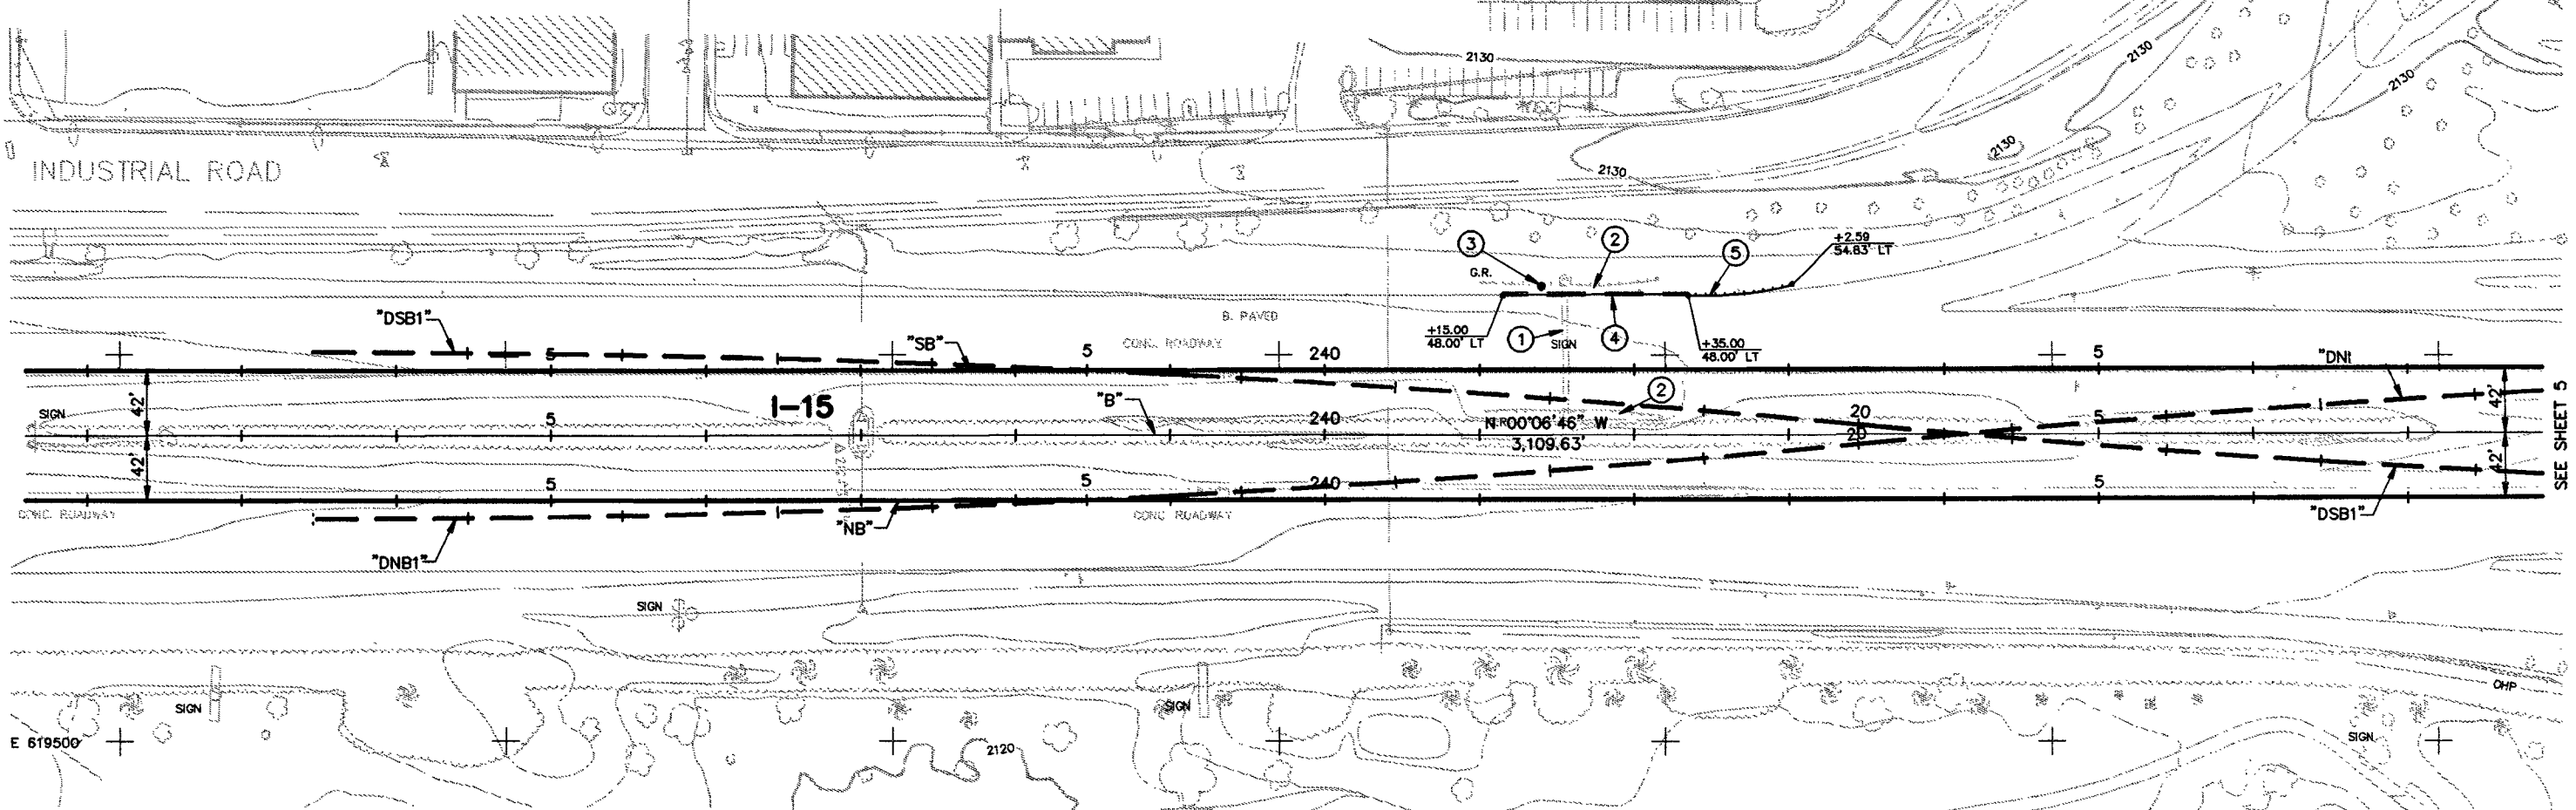 2130
2130
2130
INDUSTRIAL ROAD
2130
2130
3
2
5
+2.59
54.83' LT
G.R.
B. PAVED
"DSB1"
"SB"
CONC. ROADWAY
+15.00
48.00' LT
1
SIGN
4
+35.00
48.00' LT
5
5
240
5
"DN1
42'
I-15
"B"
2
42'
SEE SHEET 5
SIGN
5
240
N 00°06'46" W
3,109.63'
20
20
5
42'
42'
5
5
240
5
CONC. ROADWAY
"NB"
CONC ROADWAY
"DSB1"
"DNB1"
SIGN
SIGN
SIGN
OHP
E 619500
2120
SIGN